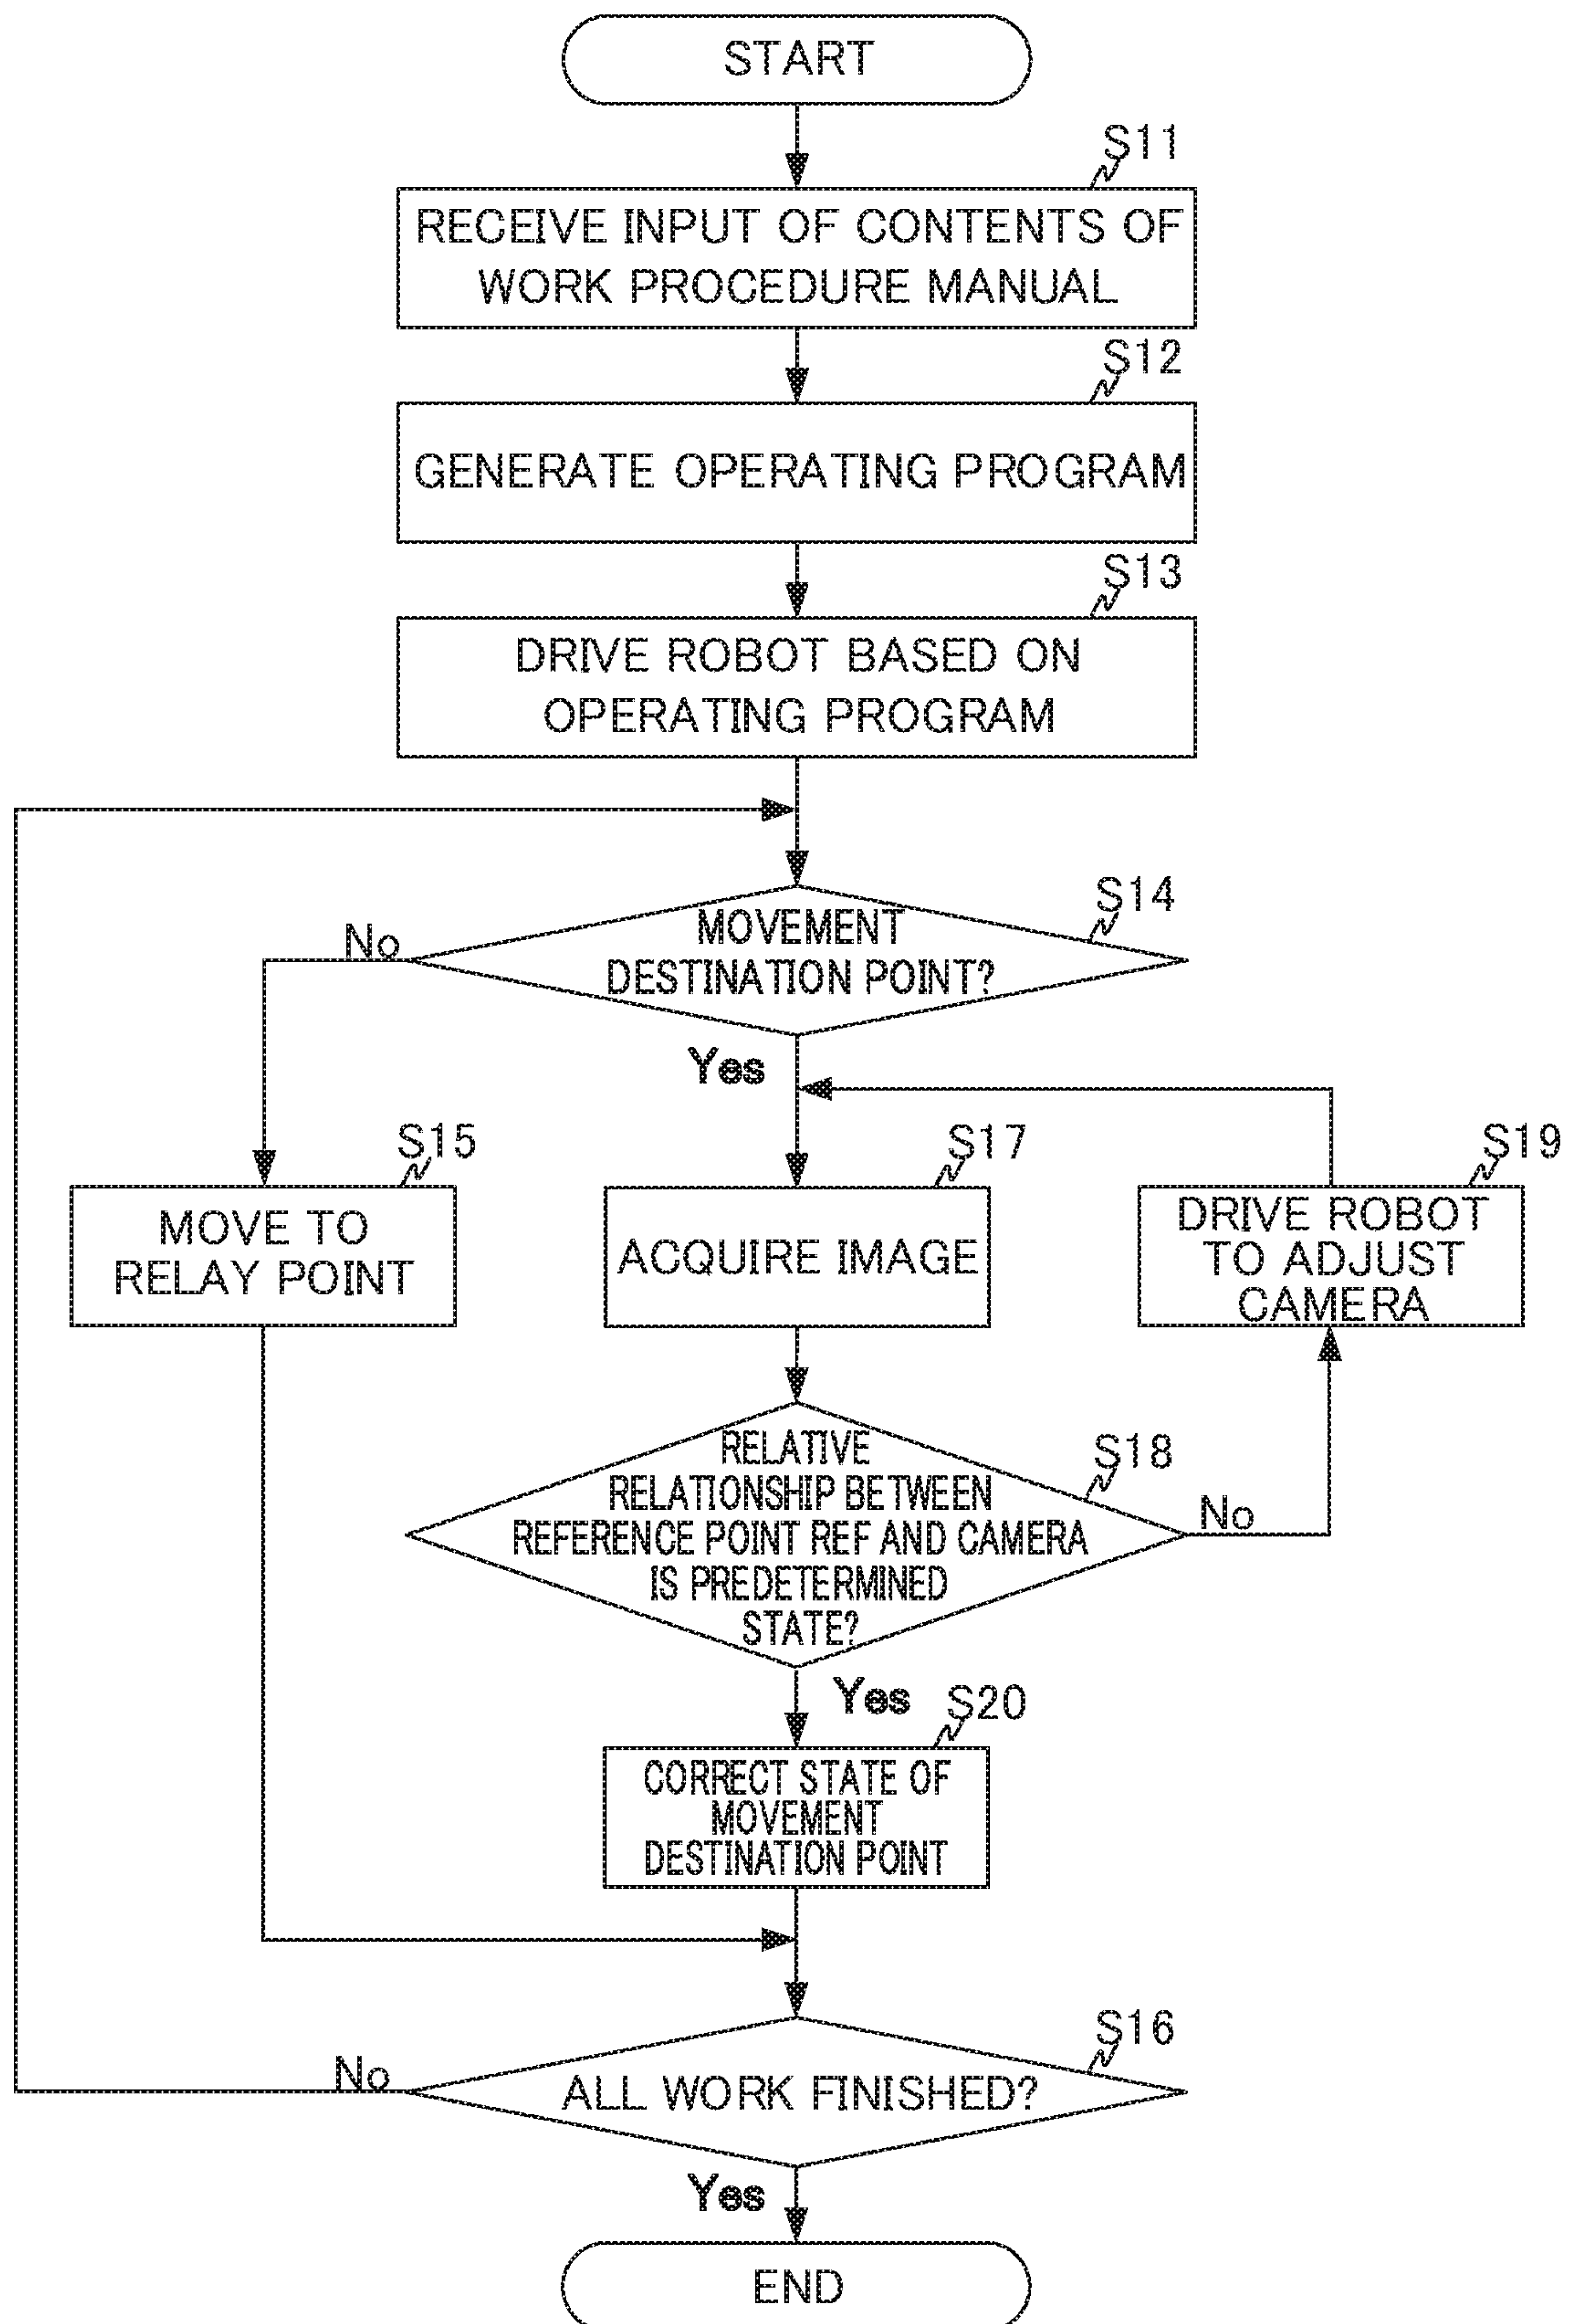 START
S11
RECEIVE INPUT OF CONTENTS OF
WORK PROCEDURE MANUAL
S12
GENERATE OPERATING PROGRAM
S13
DRIVE ROBOT BASED ON
OPERATING PROGRAM
S14
MOVEMENT
DESTINATION POINT?
No
Yes
S15
MOVE TO
RELAY POINT
S17
ACQUIRE IMAGE
S19
DRIVE ROBOT
TO ADJUST
CAMERA
S18
RELATIVE
RELATIONSHIP BETWEEN
REFERENCE POINT REF AND CAMERA
IS PREDETERMINED
STATE?
No
Yes
S20
CORRECT STATE OF
MOVEMENT
DESTINATION POINT
S16
ALL WORK FINISHED?
No
Yes
END